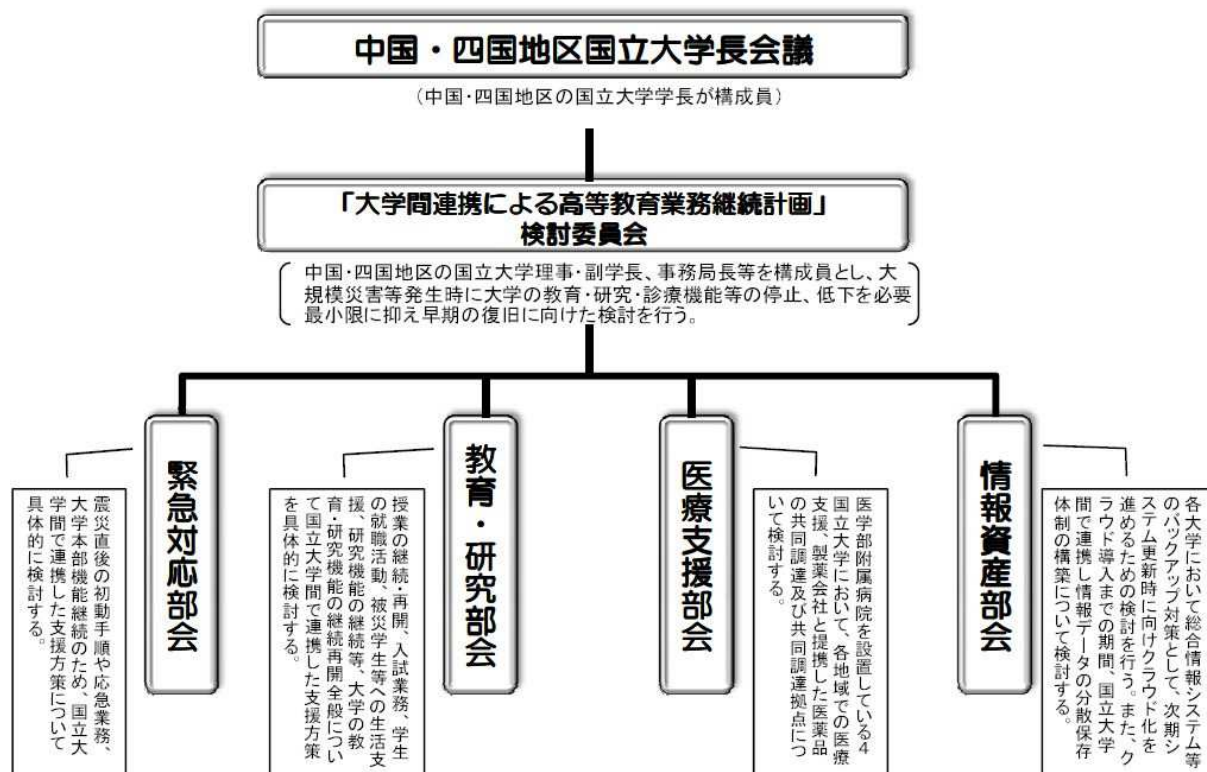 中国・四国地区国立大学長会議
（中国・四国地区の国立大学学長が構成員）
「大学間連携による高等教育業務継続計画」
検討委員会
中国・四国地区の国立大学理事・副学長、事務局長等を構成員とし、大
規模災害等発生時に大学の教育・研究・診療機能等の停止、低下を必要
最小限に抑え早期の復旧に向けた検討を行う。
緊急対応部会
震災直後の初動手順や応急業務、
大学本部機能継続のため、国立大
学間で連携した支援方策について
具体的に検討する。
教育・研究部会
授業の継続・再開、入試業務、学生
の就職活動、被災学生等への生活支
援、研究機能の継続等、大学の教
育・研究機能の継続再開全般につい
て国立大学間で連携した支援方策
を具体的に検討する。
医療支援部会
医学部附属病院を設置している４
国立大学において、各地域での医療
支援、製薬会社と提携した医薬品
の共同調達及び共同調達拠点につ
いて検討する。
情報資産部会
各大学において総合情報システム等
のバックアップ対策として、次期シ
ステム更新時に向けクラウド化を
進めるための検討を行う。また、ク
ラウド導入までの期間、国立大学
間で連携し情報データの分散保存
体制の構築について検討する。